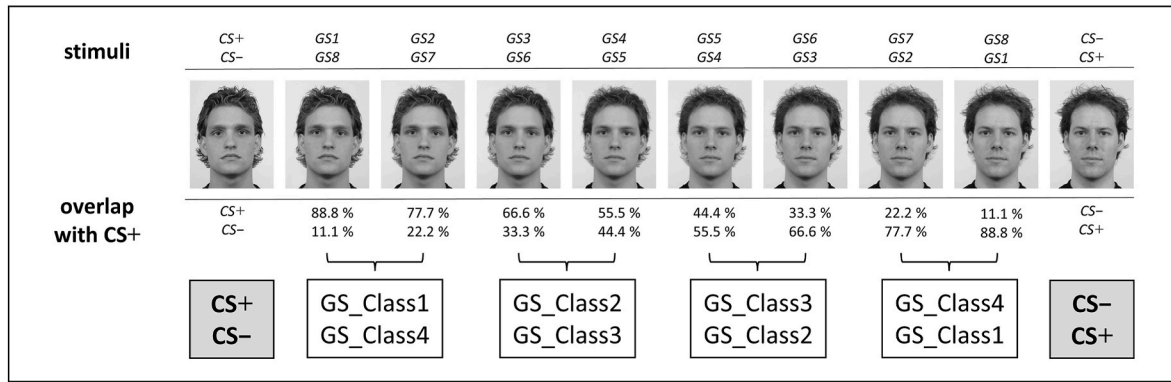 stimuli
CS+ GS1 GS2 GS3 GS4 GS5 GS6 GS7 GS8 CS−
CS− GS8 GS7 GS6 GS5 GS4 GS3 GS2 GS1 CS+
overlap
with CS+
CS+ 88.8 % 77.7 % 66.6 % 55.5 % 44.4 % 33.3 % 22.2 % 11.1 % CS−
CS− 11.1 % 22.2 % 33.3 % 44.4 % 55.5 % 66.6 % 77.7 % 88.8 % CS+
CS+ GS_Class1 GS_Class2 GS_Class3 GS_Class4 CS−
CS− GS_Class4 GS_Class3 GS_Class2 GS_Class1 CS+